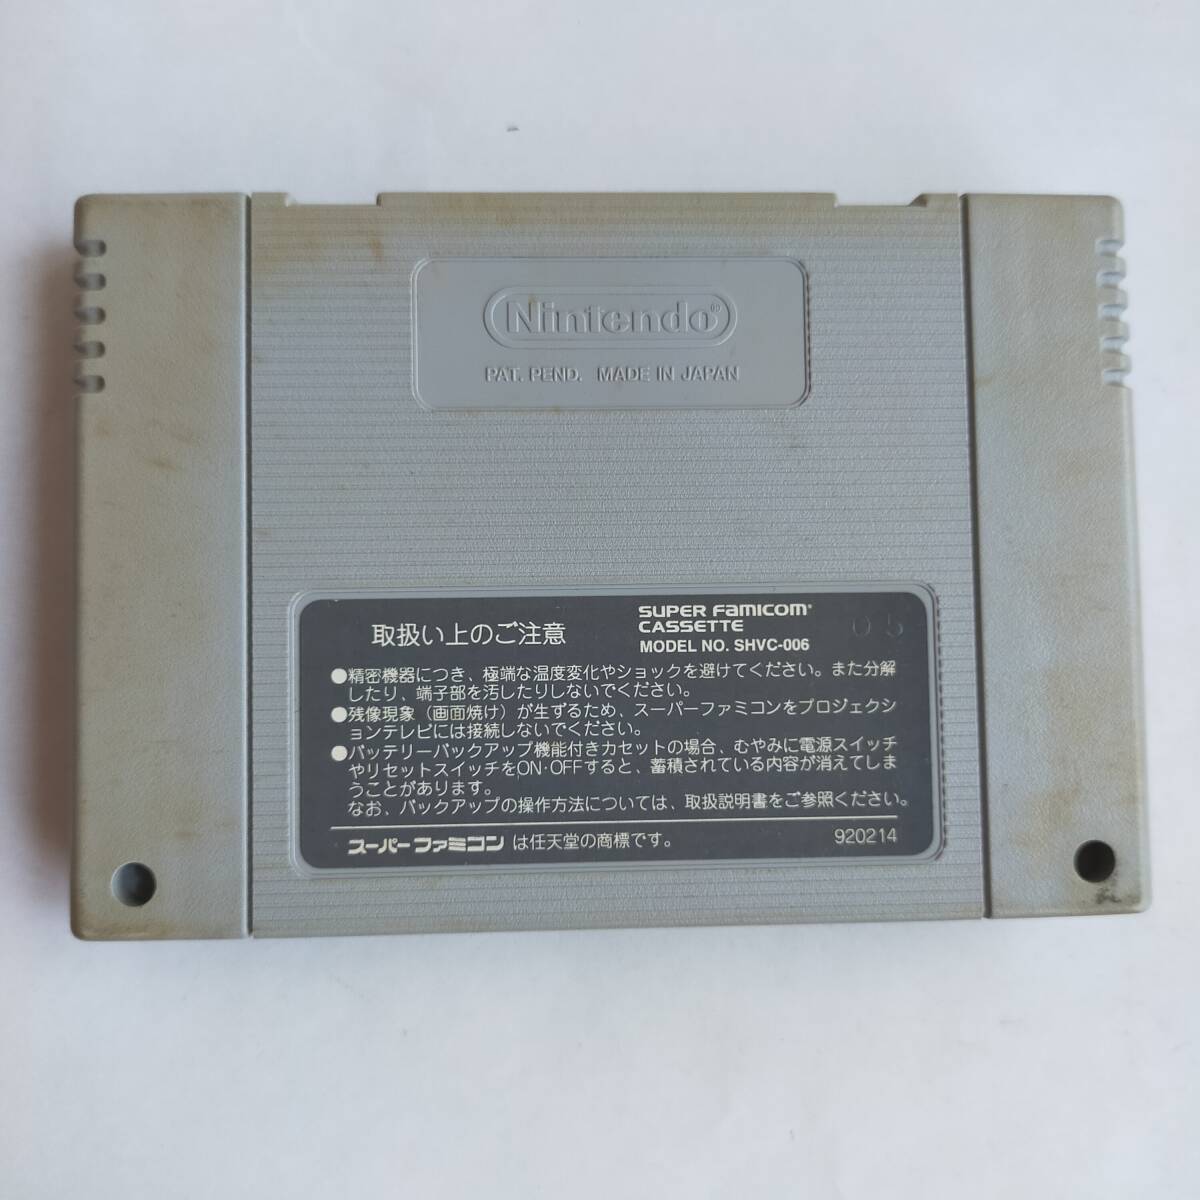 Nintendo®
PAT. PEND. MADE IN JAPAN
取扱い上のご注意
SUPER FAMICOM®
CASSETTE
MODEL NO. SHVC-006
05
●精密機器につき、極端な温度変化やショックを避けてください。また分解
したり、端子部を汚したりしないでください。
●残像現象（画面焼け）が生ずるため、スーパーファミコンをプロジェクシ
ョンテレビには接続しないでください。
●バッテリーバックアップ機能付きカセットの場合、むやみに電源スイッチ
やリセットスイッチをON・OFFすると、蓄積されている内容が消えてしま
うことがあります。
なお、バックアップの操作方法については、取扱説明書をご参照ください。
スーパーファミコン は任天堂の商標です。
920214